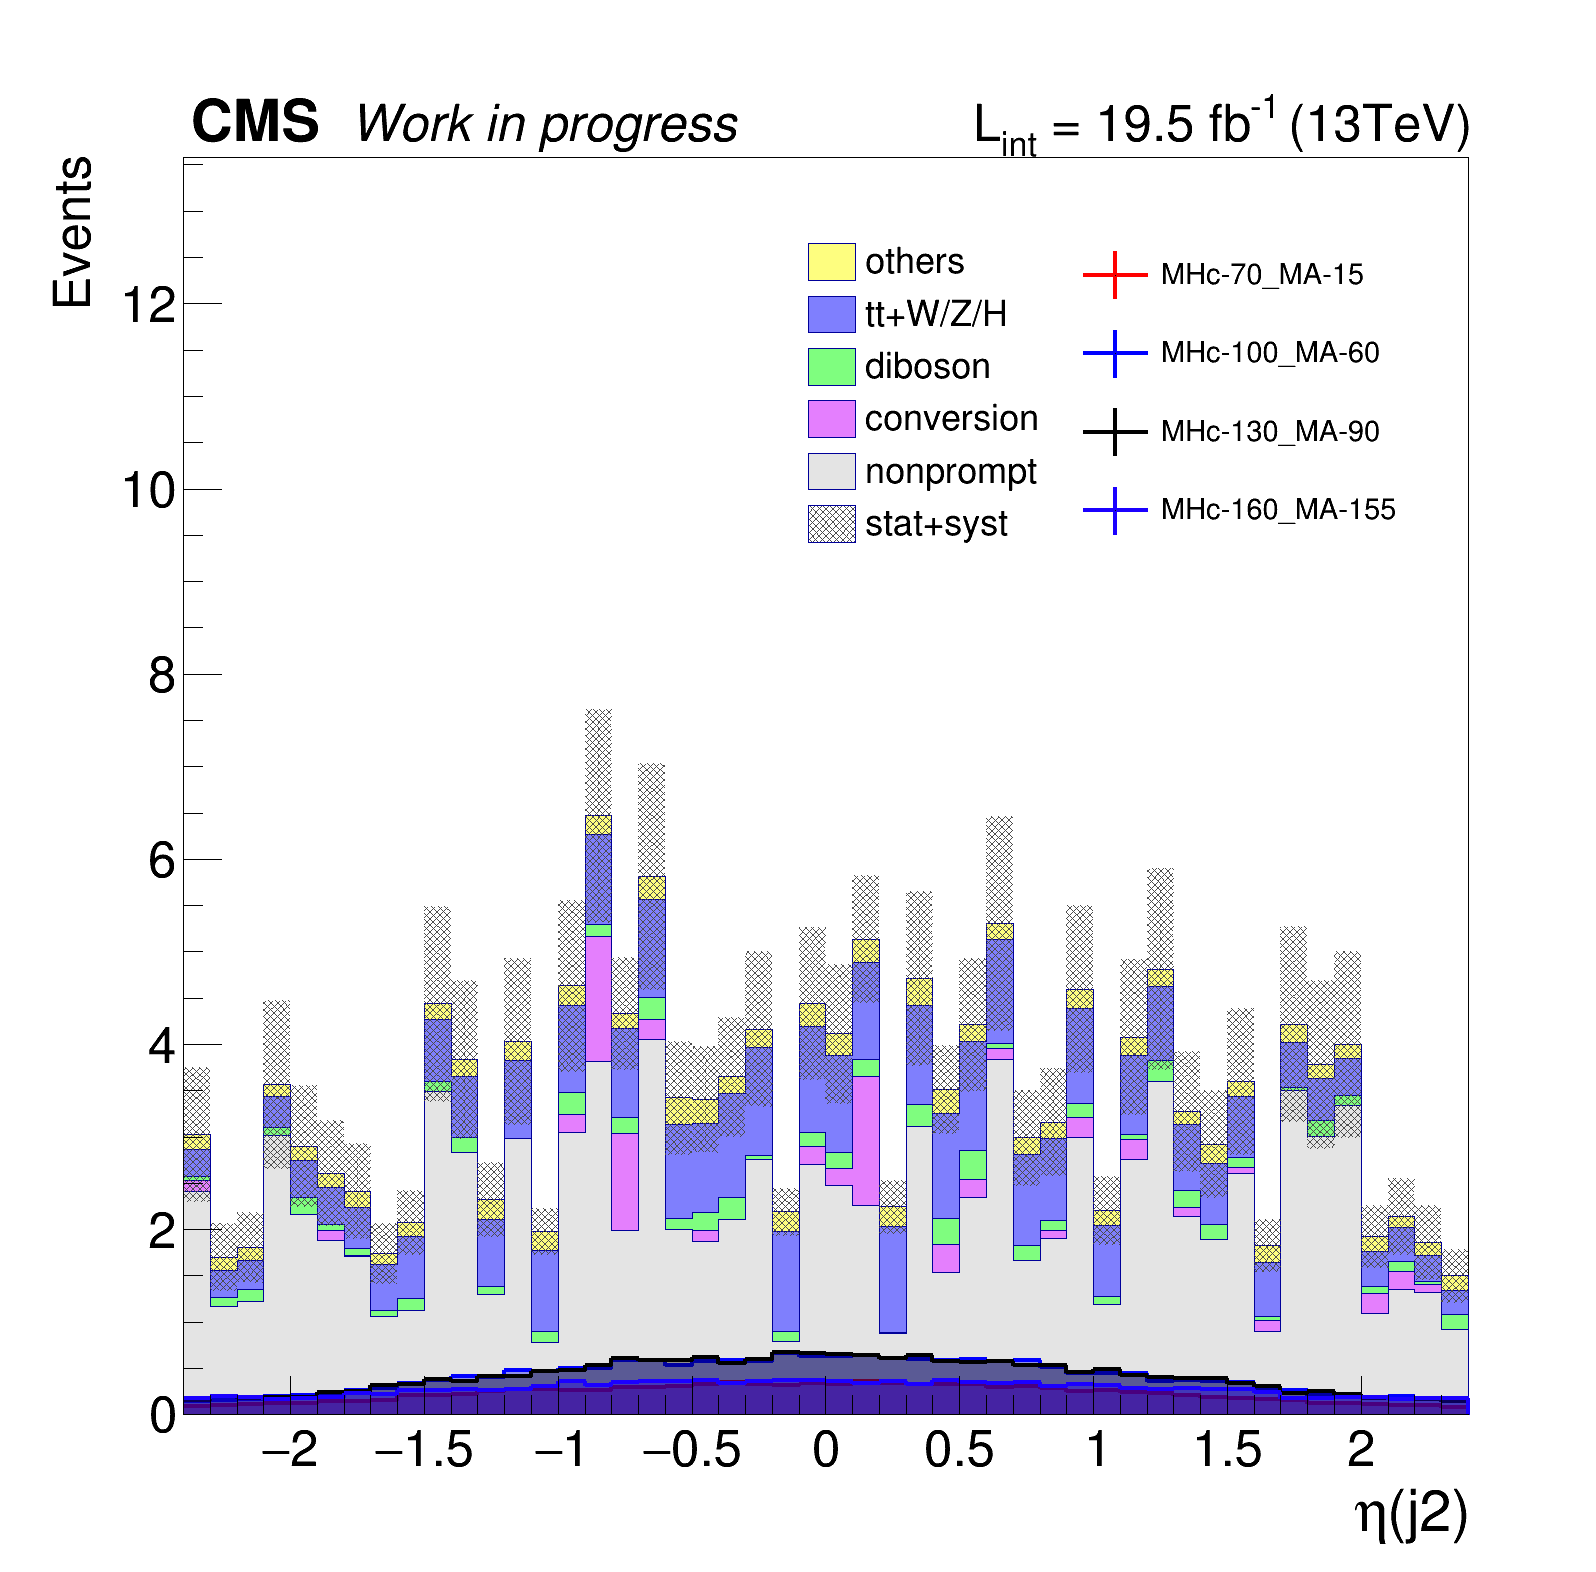 CMS Work in progress L_int = 19.5 fb^-1 (13TeV)
Events
others
tt+W/Z/H
diboson
conversion
nonprompt
stat+syst
MHc-70_MA-15
MHc-100_MA-60
MHc-130_MA-90
MHc-160_MA-155
12
10
8
6
4
2
0
−2 −1.5 −1 −0.5 0 0.5 1 1.5 2
η(j2)